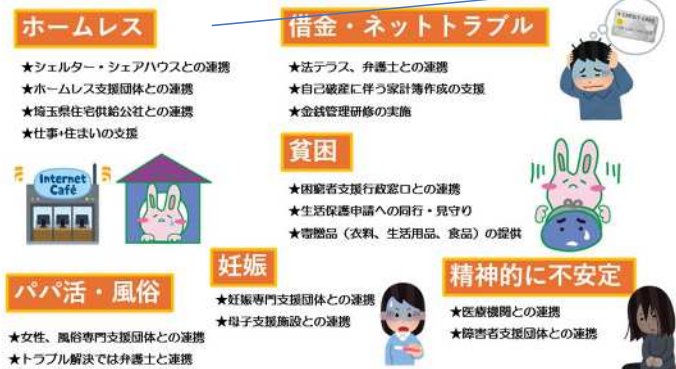 ホームレス
★シェルター・シェアハウスとの連携
★ホームレス支援団体との連携
★埼玉県住宅供給公社との連携
★仕事+住まいの支援
Internet
Café
借金・ネットトラブル
★法テラス、弁護士との連携
★自己破産に伴う家計簿作成の支援
★金銭管理研修の実施
CREDIT CARD
貧困
★困窮者支援行政窓口との連携
★生活保護申請への同行・見守り
★寄贈品（衣料、生活用品、食品）の提供
パパ活・風俗
★女性、風俗専門支援団体との連携
★トラブル解決では弁護士と連携
妊娠
★妊娠専門支援団体との連携
★母子支援施設との連携
精神的に不安定
★医療機関との連携
★障害者支援団体との連携